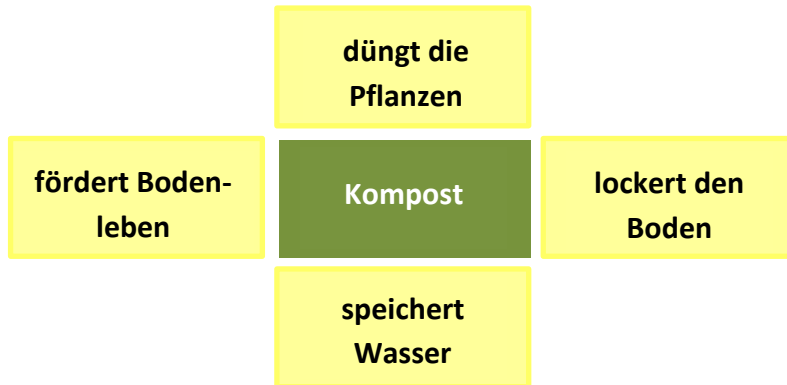 düngt die
Pflanzen
fördert Boden-
leben
Kompost
lockert den
Boden
speichert
Wasser